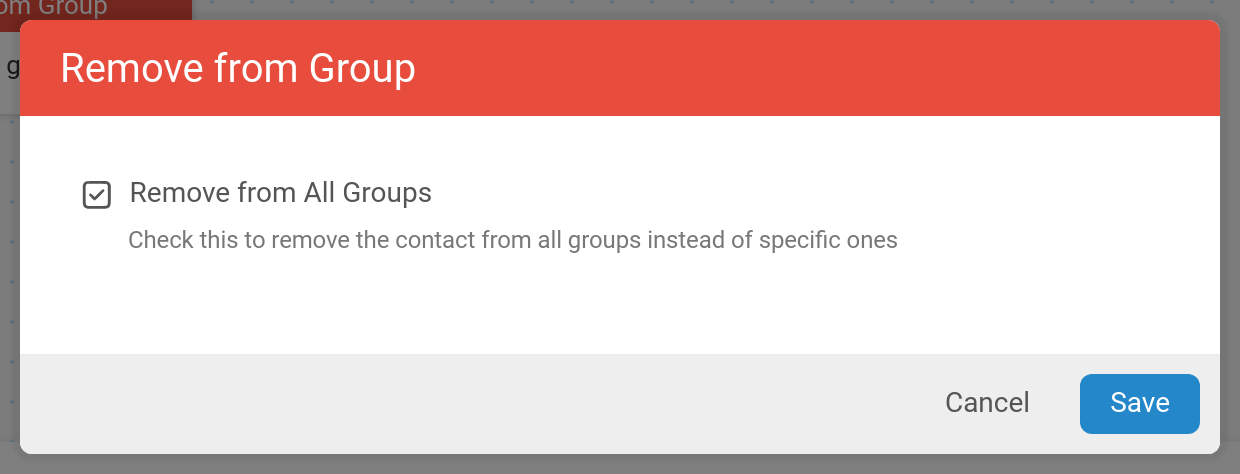 om Group
g
Remove from Group
Remove from All Groups
Check this to remove the contact from all groups instead of specific ones
Cancel
Save